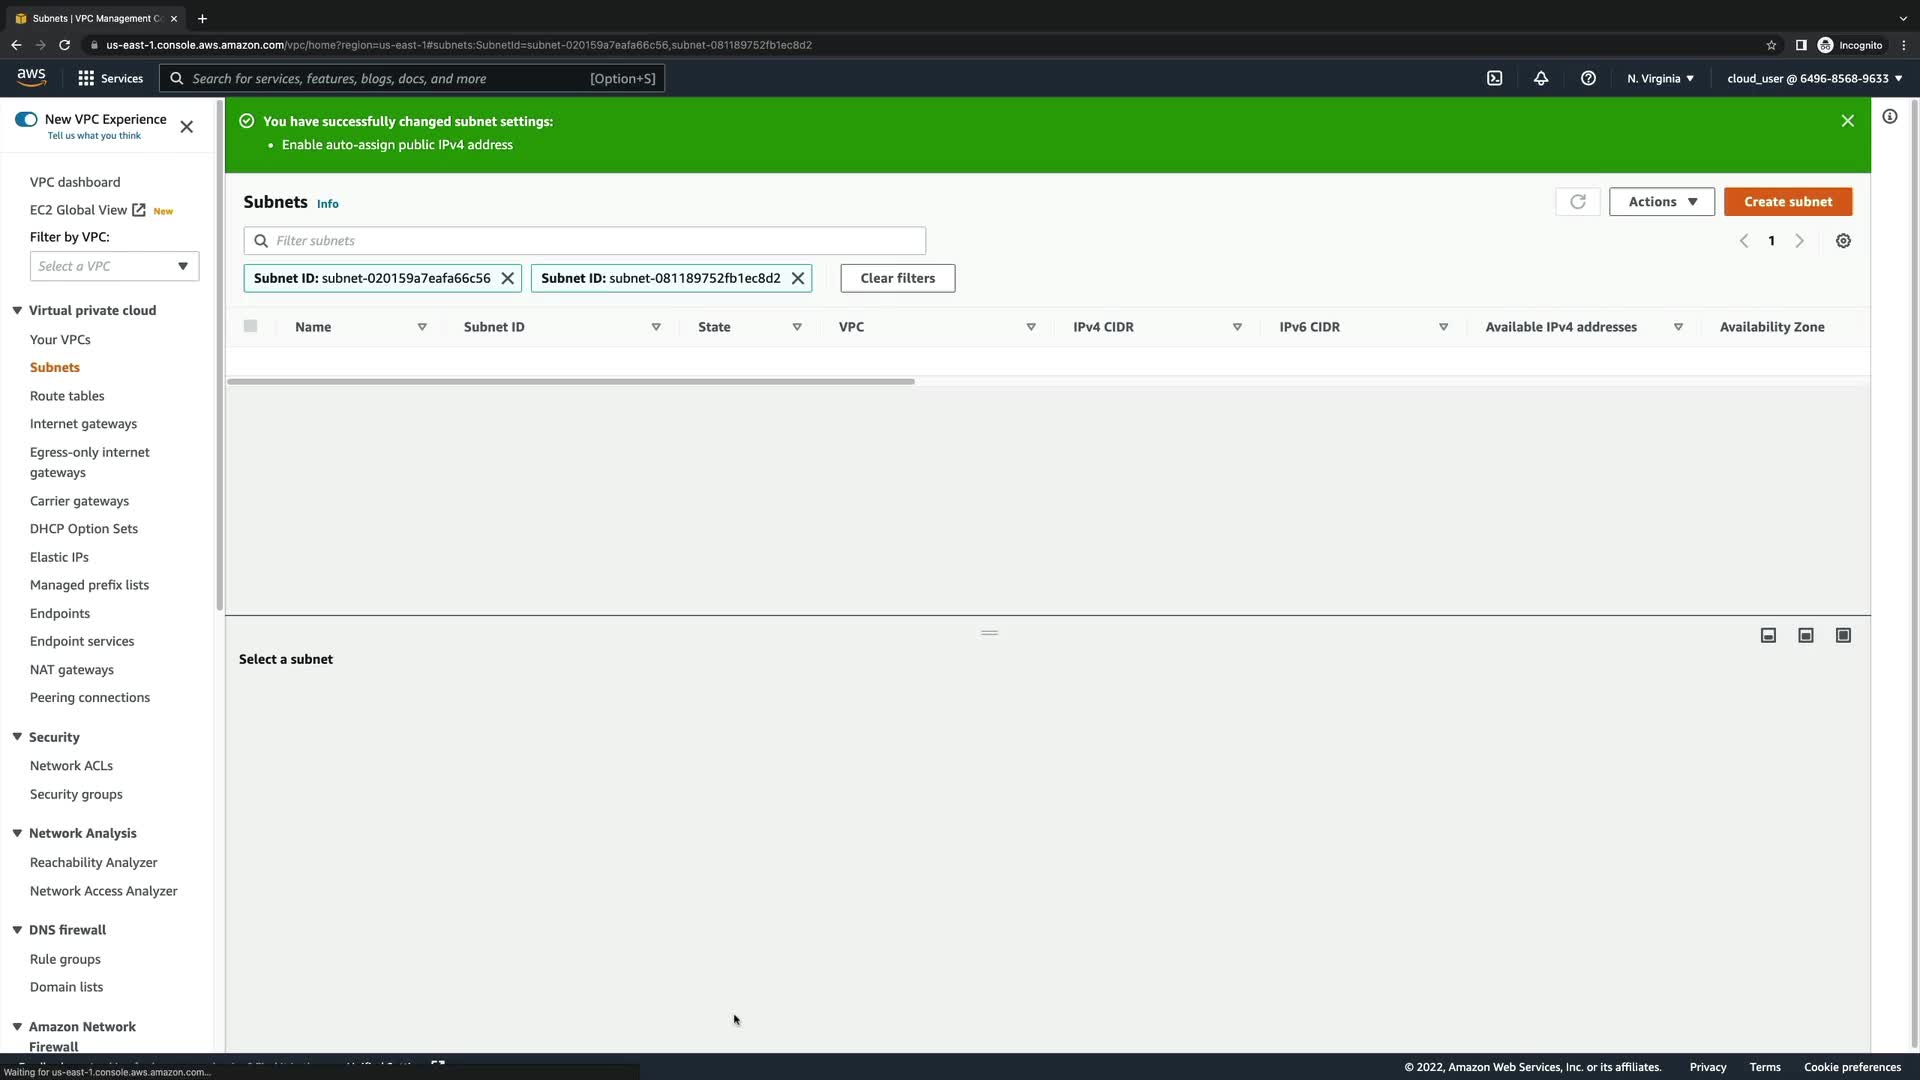 Subnets | VPC Management C
us-east-1.console.aws.amazon.com/vpc/home?region=us-east-1#subnets:SubnetId=subnet-020159a7eafa66c56,subnet-081189752fb1ec8d2
Incognito
aws
Services
Search for services, features, blogs, docs, and more
[Option+S]
N. Virginia
cloud_user @ 6496-8568-9633
New VPC Experience
Tell us what you think
You have successfully changed subnet settings:
• Enable auto-assign public IPv4 address
VPC dashboard
EC2 Global View New
Filter by VPC:
Select a VPC
Virtual private cloud
Your VPCs
Subnets
Route tables
Internet gateways
Egress-only internet
gateways
Carrier gateways
DHCP Option Sets
Elastic IPs
Managed prefix lists
Endpoints
Endpoint services
NAT gateways
Peering connections
Security
Network ACLs
Security groups
Network Analysis
Reachability Analyzer
Network Access Analyzer
DNS firewall
Rule groups
Domain lists
Amazon Network
Firewall
Subnets Info
Actions
Create subnet
Filter subnets
1
Subnet ID: subnet-020159a7eafa66c56
Subnet ID: subnet-081189752fb1ec8d2
Clear filters
Name
Subnet ID
State
VPC
IPv4 CIDR
IPv6 CIDR
Available IPv4 addresses
Availability Zone
Select a subnet
Waiting for us-east-1.console.aws.amazon.com...
© 2022, Amazon Web Services, Inc. or its affiliates.
Privacy
Terms
Cookie preferences